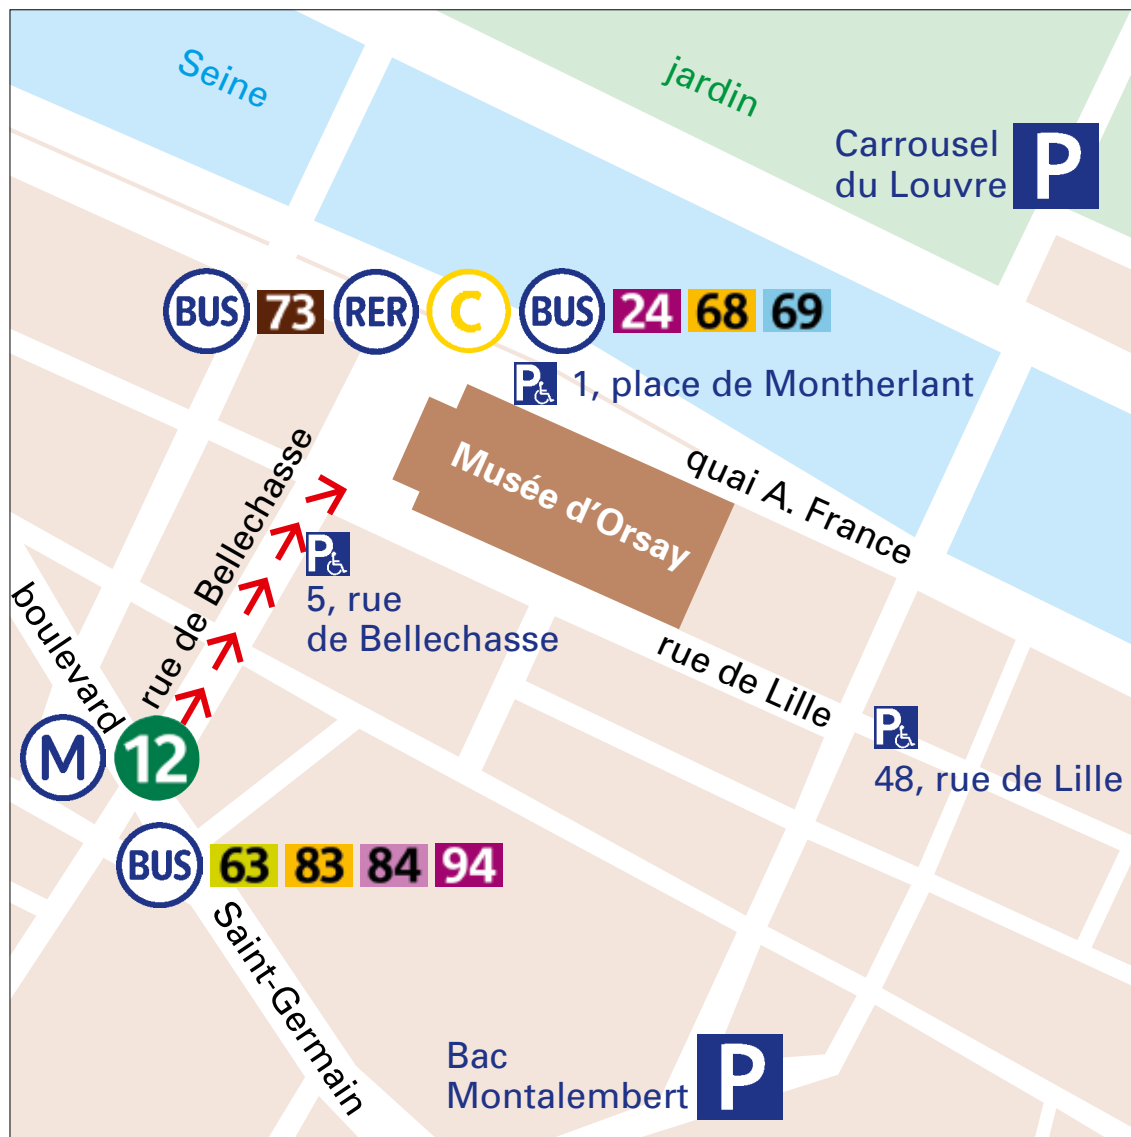 Seine
jardin
Carrousel
du Louvre
P
BUS 73 RER C BUS 24 68 69
P 1, place de Montherlant
Musée d'Orsay
quai A. France
rue de Bellechasse
P
5, rue
de Bellechasse
boulevard
rue de Lille
P
48, rue de Lille
M 12
BUS 63 83 84 94
Saint-Germain
Bac
Montalembert
P